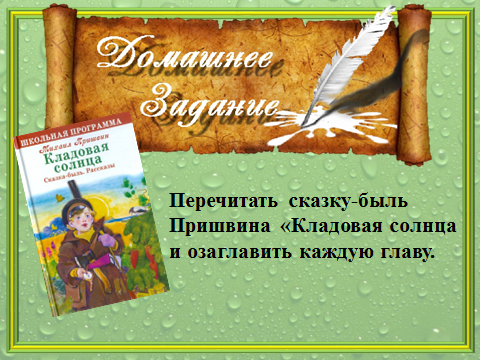 Домашнее
Задание
ШКОЛЬНАЯ ПРОГРАММА
Михаил Пришвин
Кладовая
солнца
Сказка-быль. Рассказы
Перечитать сказку-быль
Пришвина «Кладовая солнца
и озаглавить каждую главу.